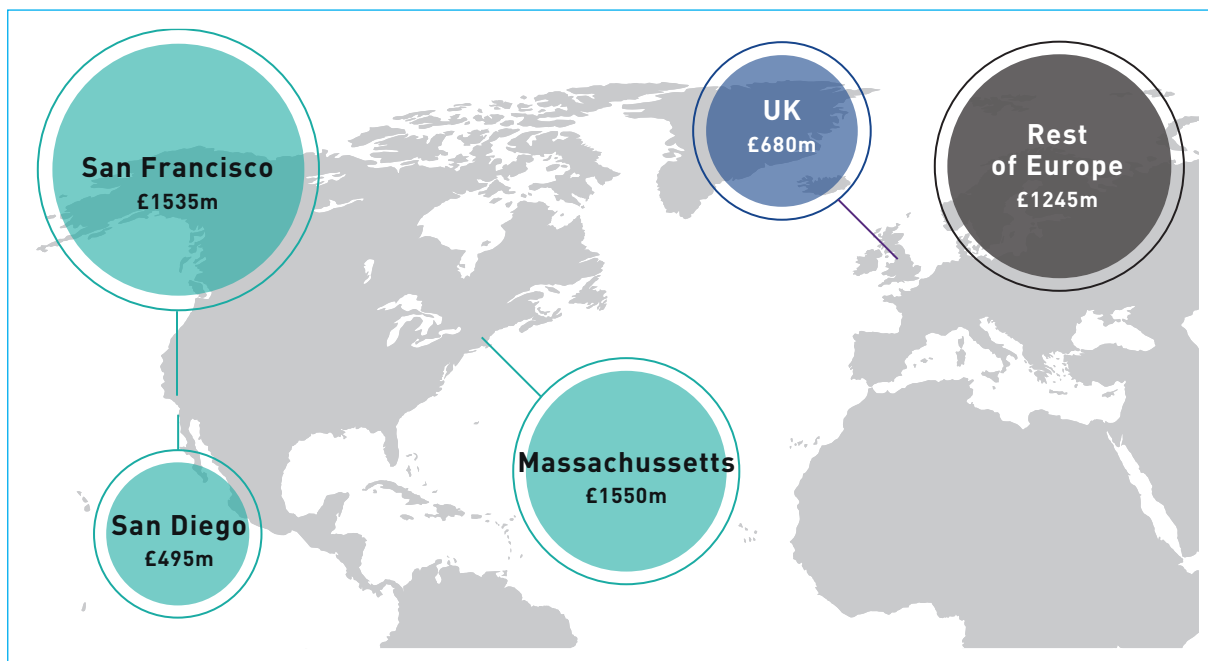 San Francisco
£1535m
UK
£680m
Rest
of Europe
£1245m
Massachussetts
£1550m
San Diego
£495m